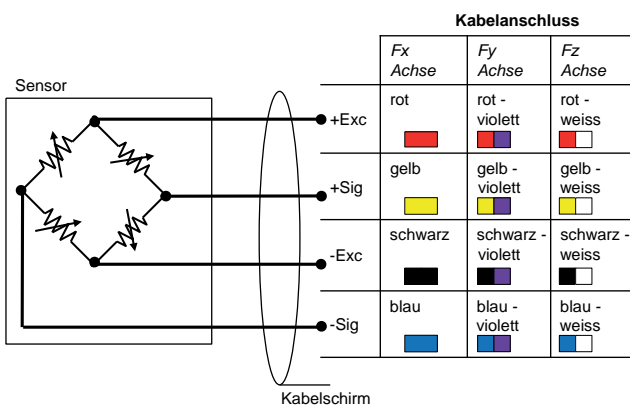 Kabelanschluss
Fx
Achse
Fy
Achse
Fz
Achse
Sensor
+Exc
rot
rot -
violett
rot -
weiss
+Sig
gelb
gelb -
violett
gelb -
weiss
-Exc
schwarz
schwarz -
violett
schwarz -
weiss
-Sig
blau
blau -
violett
blau -
weiss
Kabelschirm